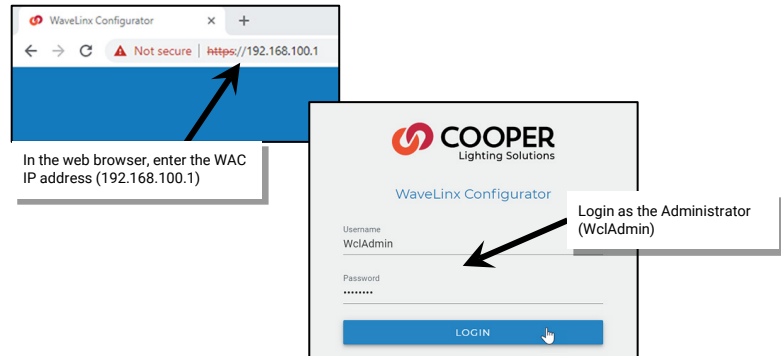 WaveLinx Configurator
Not secure | https://192.168.100.1
In the web browser, enter the WAC
IP address (192.168.100.1)
COOPER
Lighting Solutions
WaveLinx Configurator
Login as the Administrator
(WclAdmin)
Username
WclAdmin
Password
••••••••
LOGIN